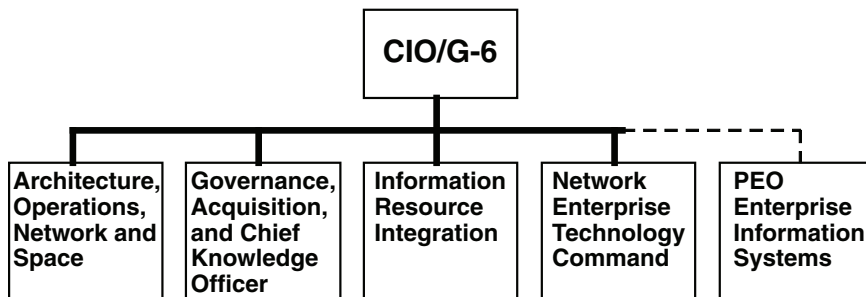 CIO/G-6
Architecture,
Operations,
Network and
Space
Governance,
Acquisition,
and Chief
Knowledge
Officer
Information
Resource
Integration
Network
Enterprise
Technology
Command
PEO
Enterprise
Information
Systems